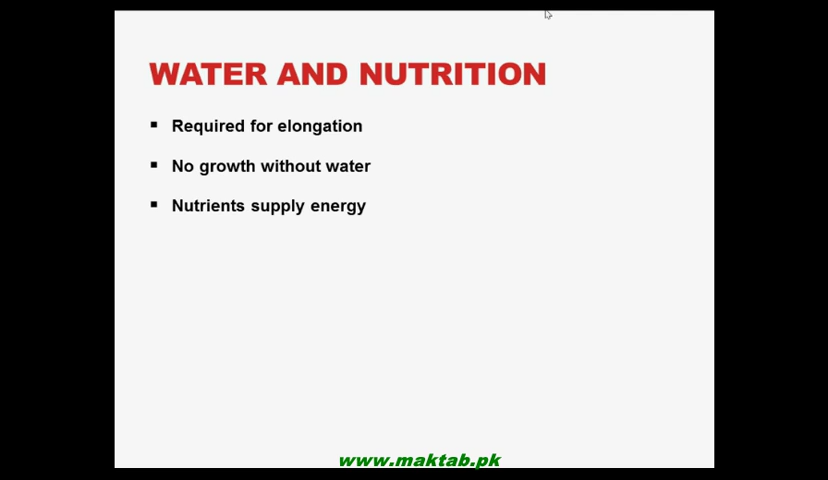 WATER AND NUTRITION
▪ Required for elongation
▪ No growth without water
▪ Nutrients supply energy
www.maktab.pk